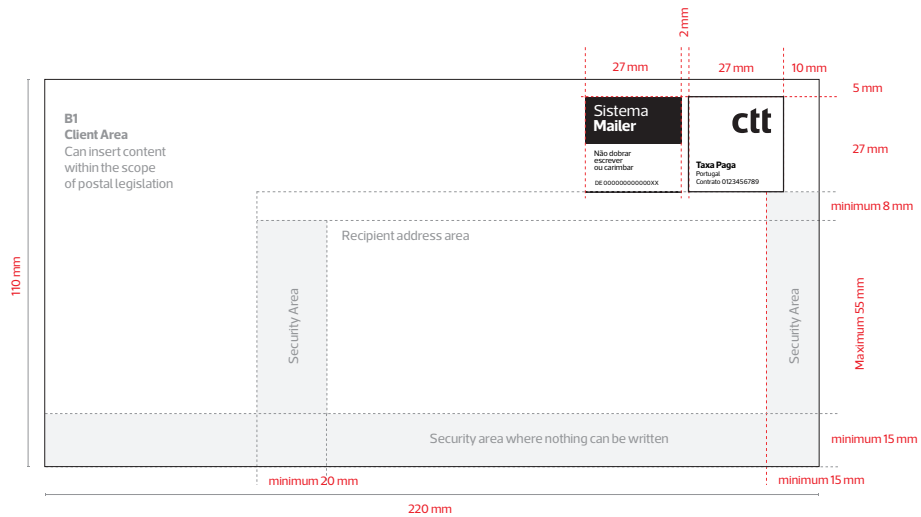 2 mm
27 mm
27 mm
10 mm
5 mm
B1
Client Area
Can insert content
within the scope
of postal legislation
Sistema
Mailer
Não dobrar
escrever
ou carimbar
DE 000000000000XX
ctt
Taxa Paga
Portugal
Contrato 0123456789
27 mm
minimum 8 mm
Recipient address area
110 mm
Security Area
Security Area
Maximum 55 mm
Security area where nothing can be written
minimum 15 mm
minimum 20 mm
minimum 15 mm
220 mm